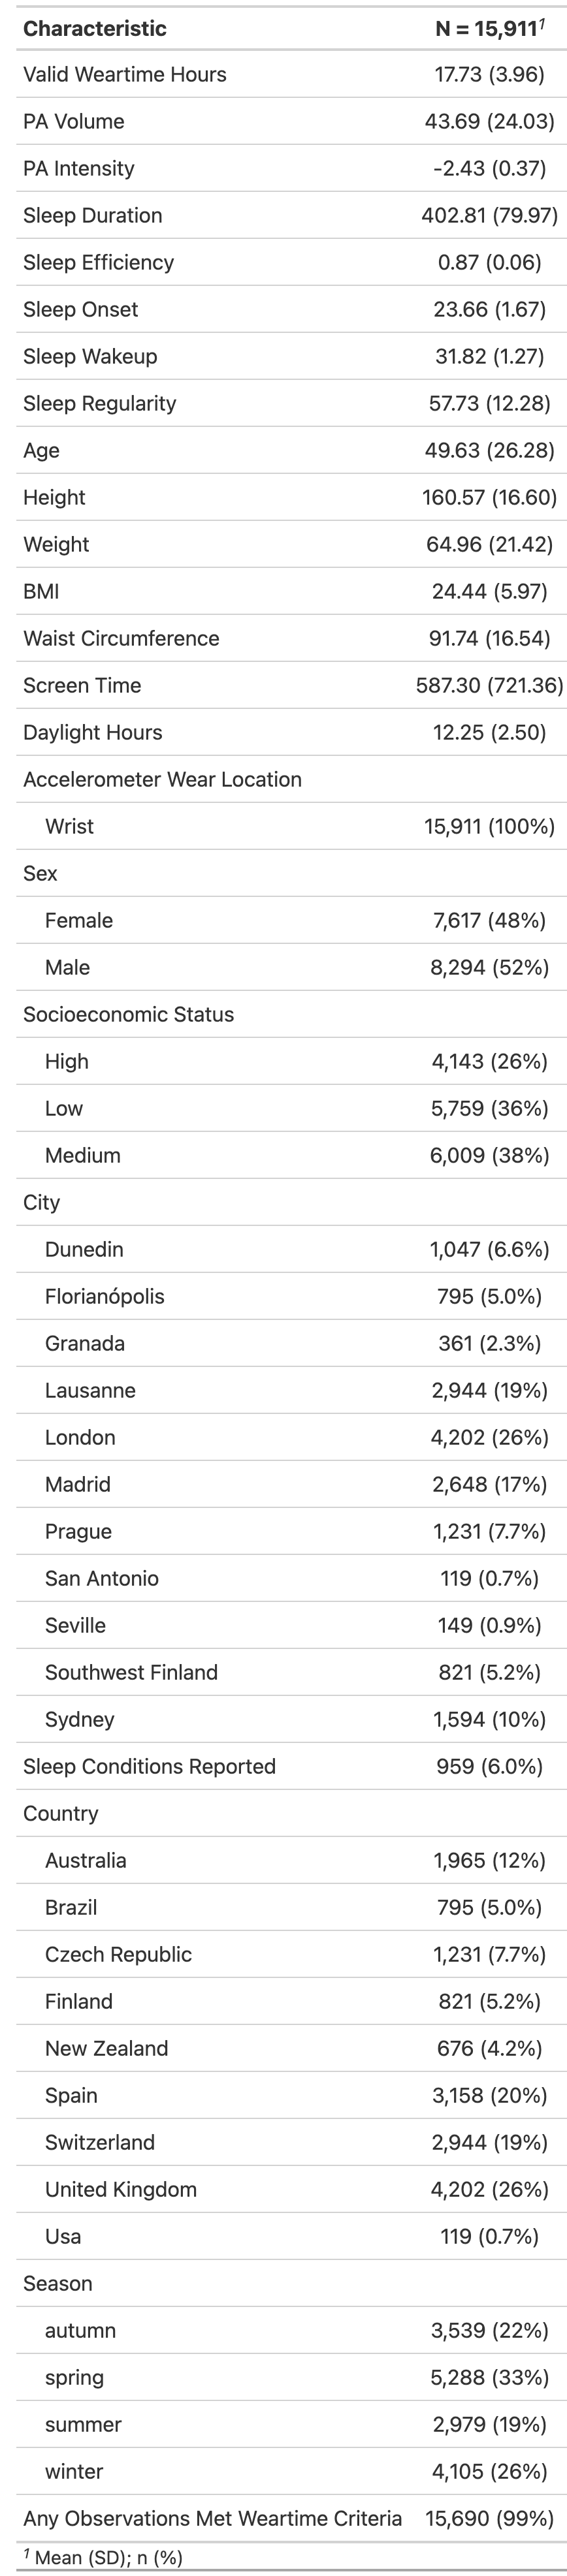 Characteristic N = 15,911¹
Valid Weartime Hours 17.73 (3.96)
PA Volume 43.69 (24.03)
PA Intensity -2.43 (0.37)
Sleep Duration 402.81 (79.97)
Sleep Efficiency 0.87 (0.06)
Sleep Onset 23.66 (1.67)
Sleep Wakeup 31.82 (1.27)
Sleep Regularity 57.73 (12.28)
Age 49.63 (26.28)
Height 160.57 (16.60)
Weight 64.96 (21.42)
BMI 24.44 (5.97)
Waist Circumference 91.74 (16.54)
Screen Time 587.30 (721.36)
Daylight Hours 12.25 (2.50)
Accelerometer Wear Location
Wrist 15,911 (100%)
Sex
Female 7,617 (48%)
Male 8,294 (52%)
Socioeconomic Status
High 4,143 (26%)
Low 5,759 (36%)
Medium 6,009 (38%)
City
Dunedin 1,047 (6.6%)
Florianópolis 795 (5.0%)
Granada 361 (2.3%)
Lausanne 2,944 (19%)
London 4,202 (26%)
Madrid 2,648 (17%)
Prague 1,231 (7.7%)
San Antonio 119 (0.7%)
Seville 149 (0.9%)
Southwest Finland 821 (5.2%)
Sydney 1,594 (10%)
Sleep Conditions Reported 959 (6.0%)
Country
Australia 1,965 (12%)
Brazil 795 (5.0%)
Czech Republic 1,231 (7.7%)
Finland 821 (5.2%)
New Zealand 676 (4.2%)
Spain 3,158 (20%)
Switzerland 2,944 (19%)
United Kingdom 4,202 (26%)
Usa 119 (0.7%)
Season
autumn 3,539 (22%)
spring 5,288 (33%)
summer 2,979 (19%)
winter 4,105 (26%)
Any Observations Met Weartime Criteria 15,690 (99%)
¹ Mean (SD); n (%)